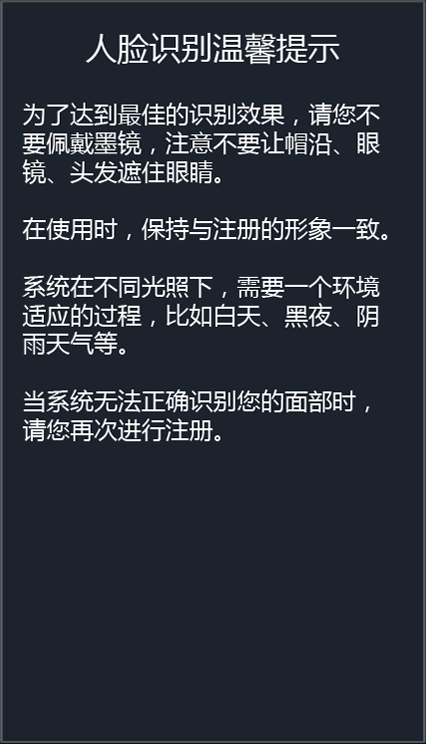 人脸识别温馨提示
为了达到最佳的识别效果，请您不
要佩戴墨镜，注意不要让帽沿、眼
镜、头发遮住眼睛。
在使用时，保持与注册的形象一致。
系统在不同光照下，需要一个环境
适应的过程，比如白天、黑夜、阴
雨天气等。
当系统无法正确识别您的面部时，
请您再次进行注册。